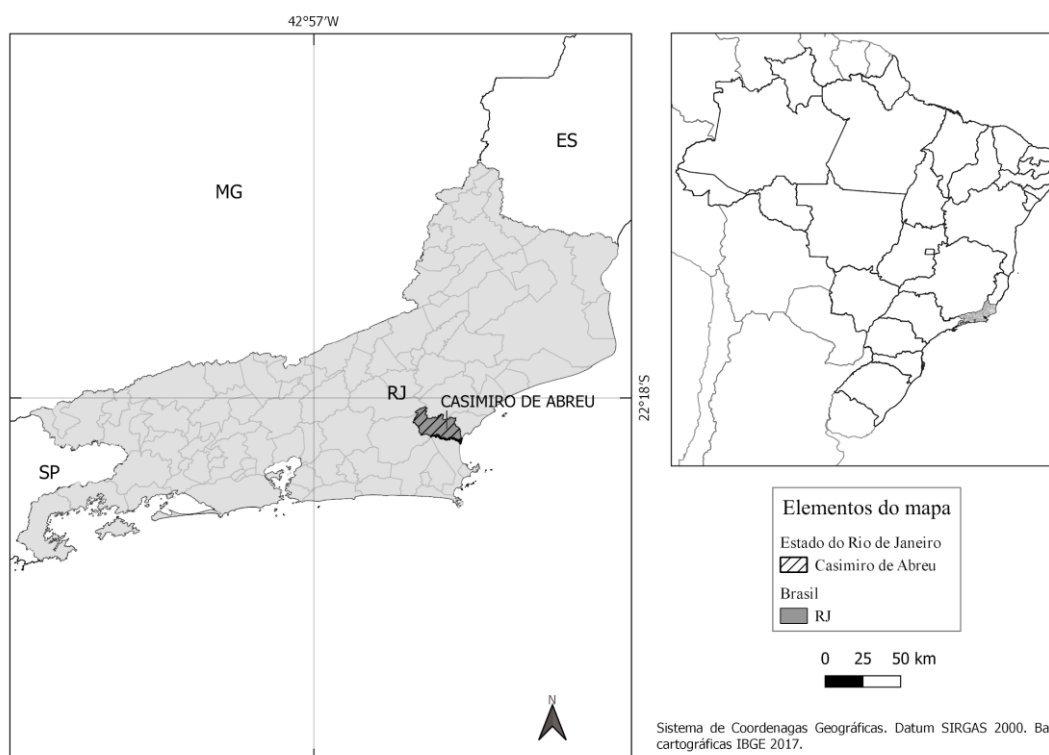 42°57'W
ES
MG
RJ
CASIMIRO DE ABREU
22°18'S
SP
N
Elementos do mapa
Estado do Rio de Janeiro
Casimiro de Abreu
Brasil
RJ
0 25 50 km
Sistema de Coordenagas Geográficas. Datum SIRGAS 2000. Ba
cartográficas IBGE 2017.